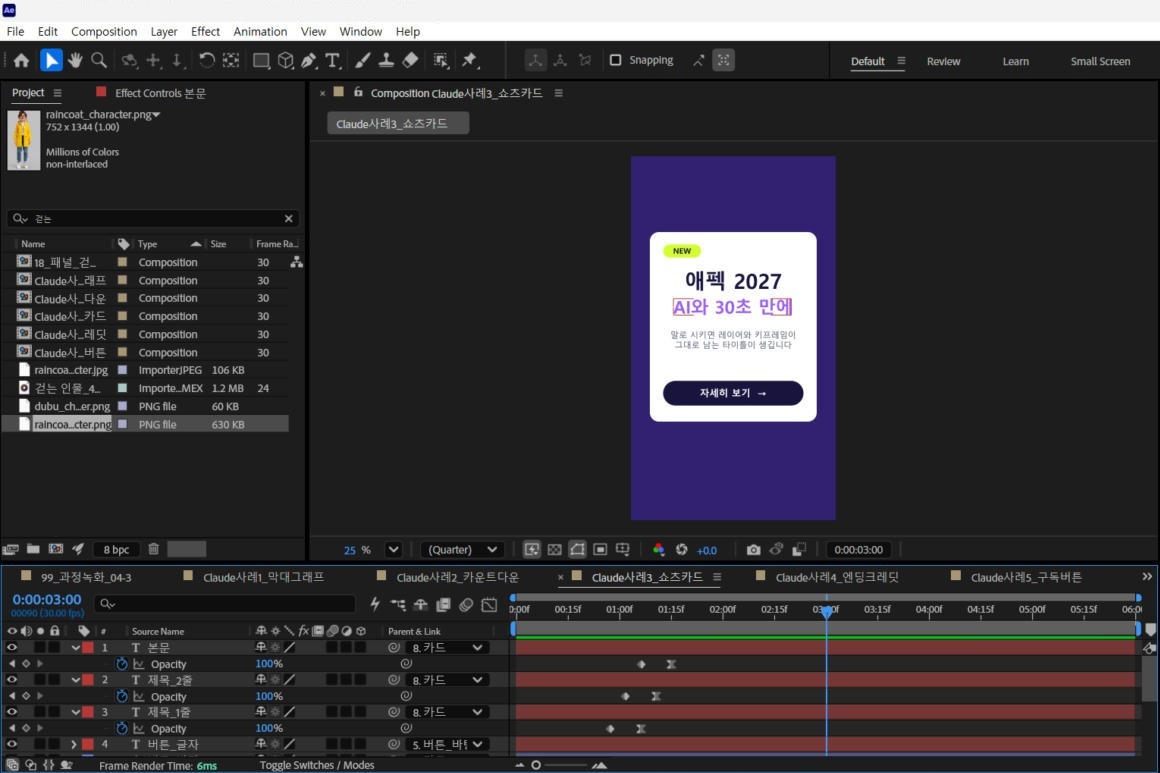 Ae
File Edit Composition Layer Effect Animation View Window Help
Snapping
Default Review Learn Small Screen
Project
Effect Controls 본문
raincoat_character.png
752 x 1344 (1.00)
Millions of Colors
non-interlaced
걷는
Name Type Size Frame Ra...
18_패널_걷... Composition 30
Claude사...래프 Composition 30
Claude사...다운 Composition 30
Claude사...카드 Composition 30
Claude사...레딧 Composition 30
Claude사...버튼 Composition 30
raincoa...cter.jpg ImporterJPEG 106 KB
걷는 인물_4... Importe...MEX 1.2 MB 24
dubu_ch...er.png PNG file 60 KB
raincoa...cter.png PNG file 630 KB
8 bpc
Composition Claude사례3_쇼츠카드
Claude사례3_쇼츠카드
NEW
애펙 2027
AI와 30초 만에
말로 시키면 레이어와 키프레임이
그대로 남는 타이틀이 생깁니다
자세히 보기 →
25 % (Quarter) +0.0 0:00:03:00
99_과정녹화_04-3 Claude사례1_막대그래프 Claude사례2_카운트다운 Claude사례3_쇼츠카드 Claude사례4_엔딩크레딧 Claude사례5_구독버튼
0:00:03:00
00090 (30.00 fps)
0:00f 00:15f 01:00f 01:15f 02:00f 02:15f 03:00f 03:15f 04:00f 04:15f 05:00f 05:15f 06:0
# Source Name fx Parent & Link
1 T 본문 8. 카드
Opacity 100%
2 T 제목_2줄 8. 카드
Opacity 100%
3 T 제목_1줄 8. 카드
Opacity 100%
4 T 버튼_글자 5. 버튼_바탕
Frame Render Time: 6ms
Toggle Switches / Modes